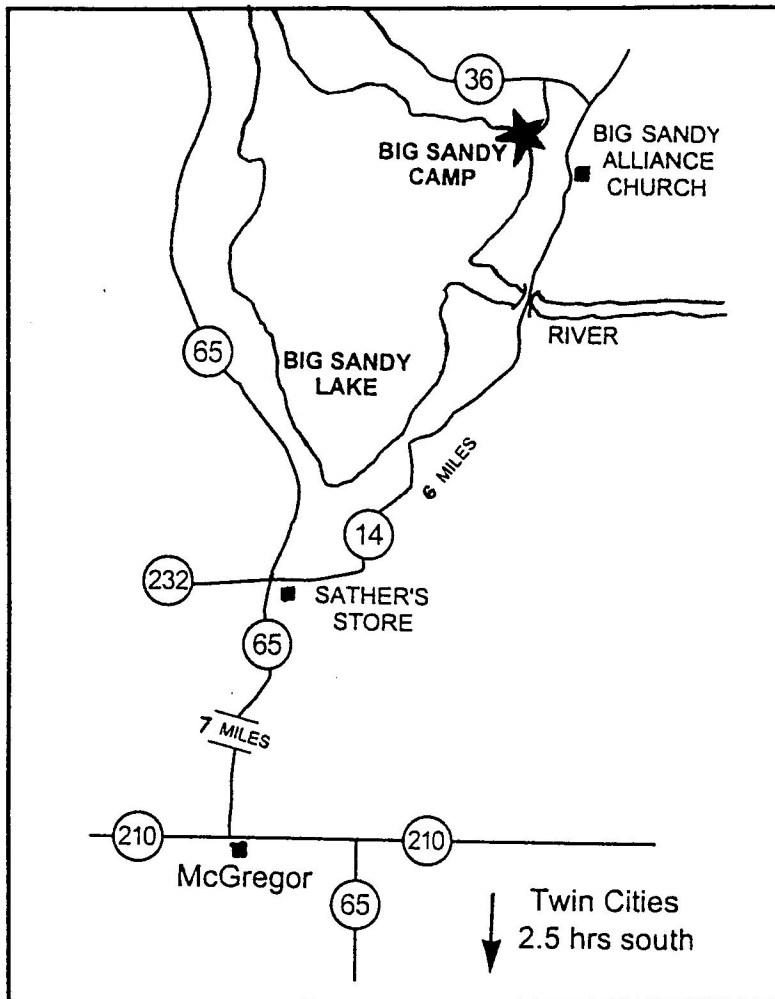 36
BIG SANDY
CAMP
BIG SANDY
ALLIANCE
CHURCH
RIVER
65
BIG SANDY
LAKE
6 MILES
14
232
SATHER'S
STORE
65
7 MILES
210
210
McGregor
65
Twin Cities
2.5 hrs south